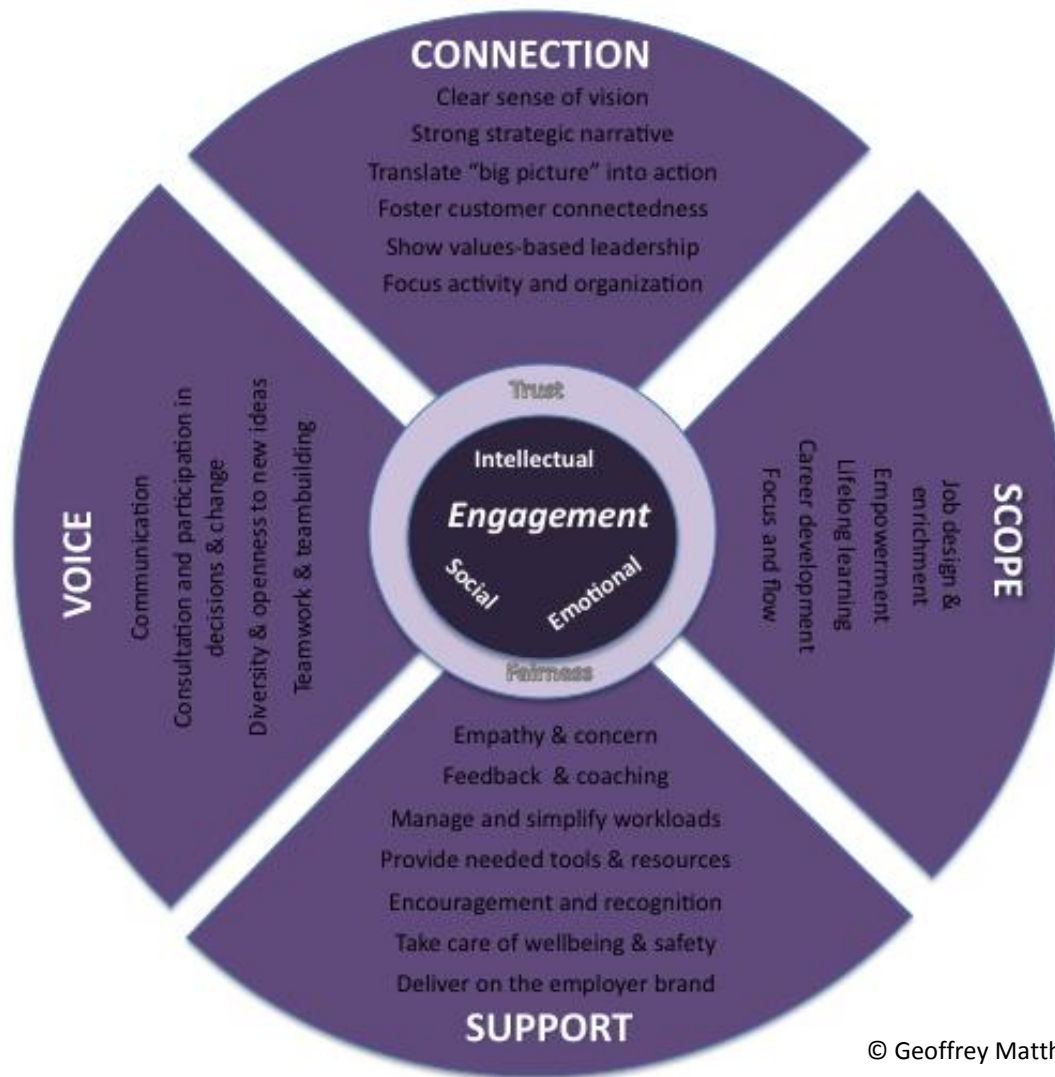 CONNECTION
Clear sense of vision
Strong strategic narrative
Translate “big picture” into action
Foster customer connectedness
Show values-based leadership
Focus activity and organization
VOICE
Communication
Consultation and participation in
decisions & change
Diversity & openness to new ideas
Teamwork & teambuilding
Trust
Intellectual
Engagement
Social
Emotional
Fairness
SCOPE
Job design &
enrichment
Empowerment
Lifelong learning
Career development
Focus and flow
Empathy & concern
Feedback & coaching
Manage and simplify workloads
Provide needed tools & resources
Encouragement and recognition
Take care of wellbeing & safety
Deliver on the employer brand
SUPPORT
© Geoffrey